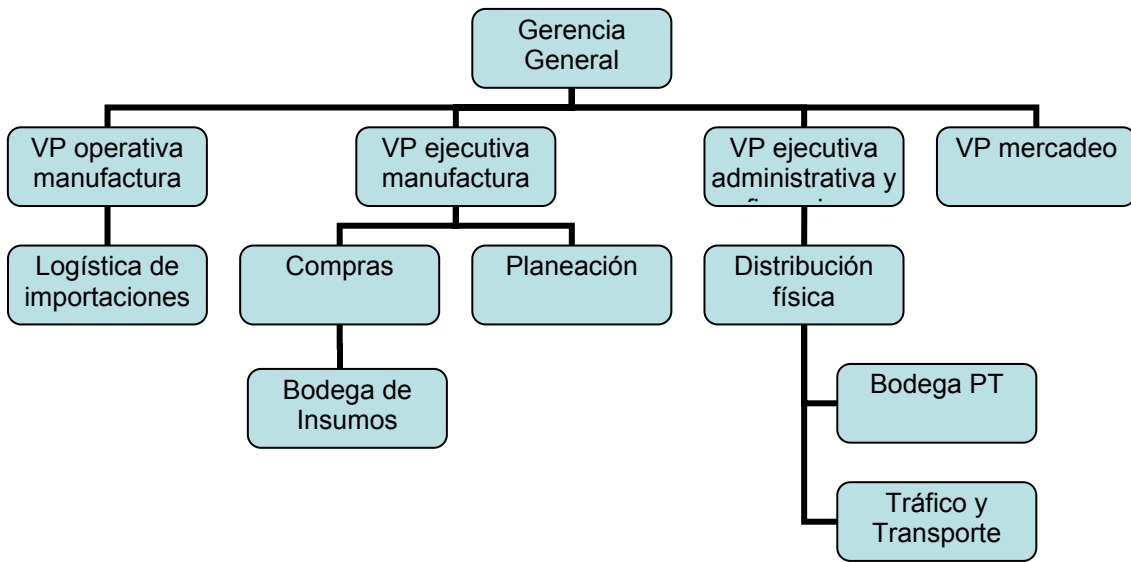 Gerencia
General
VP operativa
manufactura
VP ejecutiva
manufactura
VP ejecutiva
administrativa y
VP mercadeo
Logística de
importaciones
Compras
Planeación
Distribución
física
Bodega de
Insumos
Bodega PT
Tráfico y
Transporte